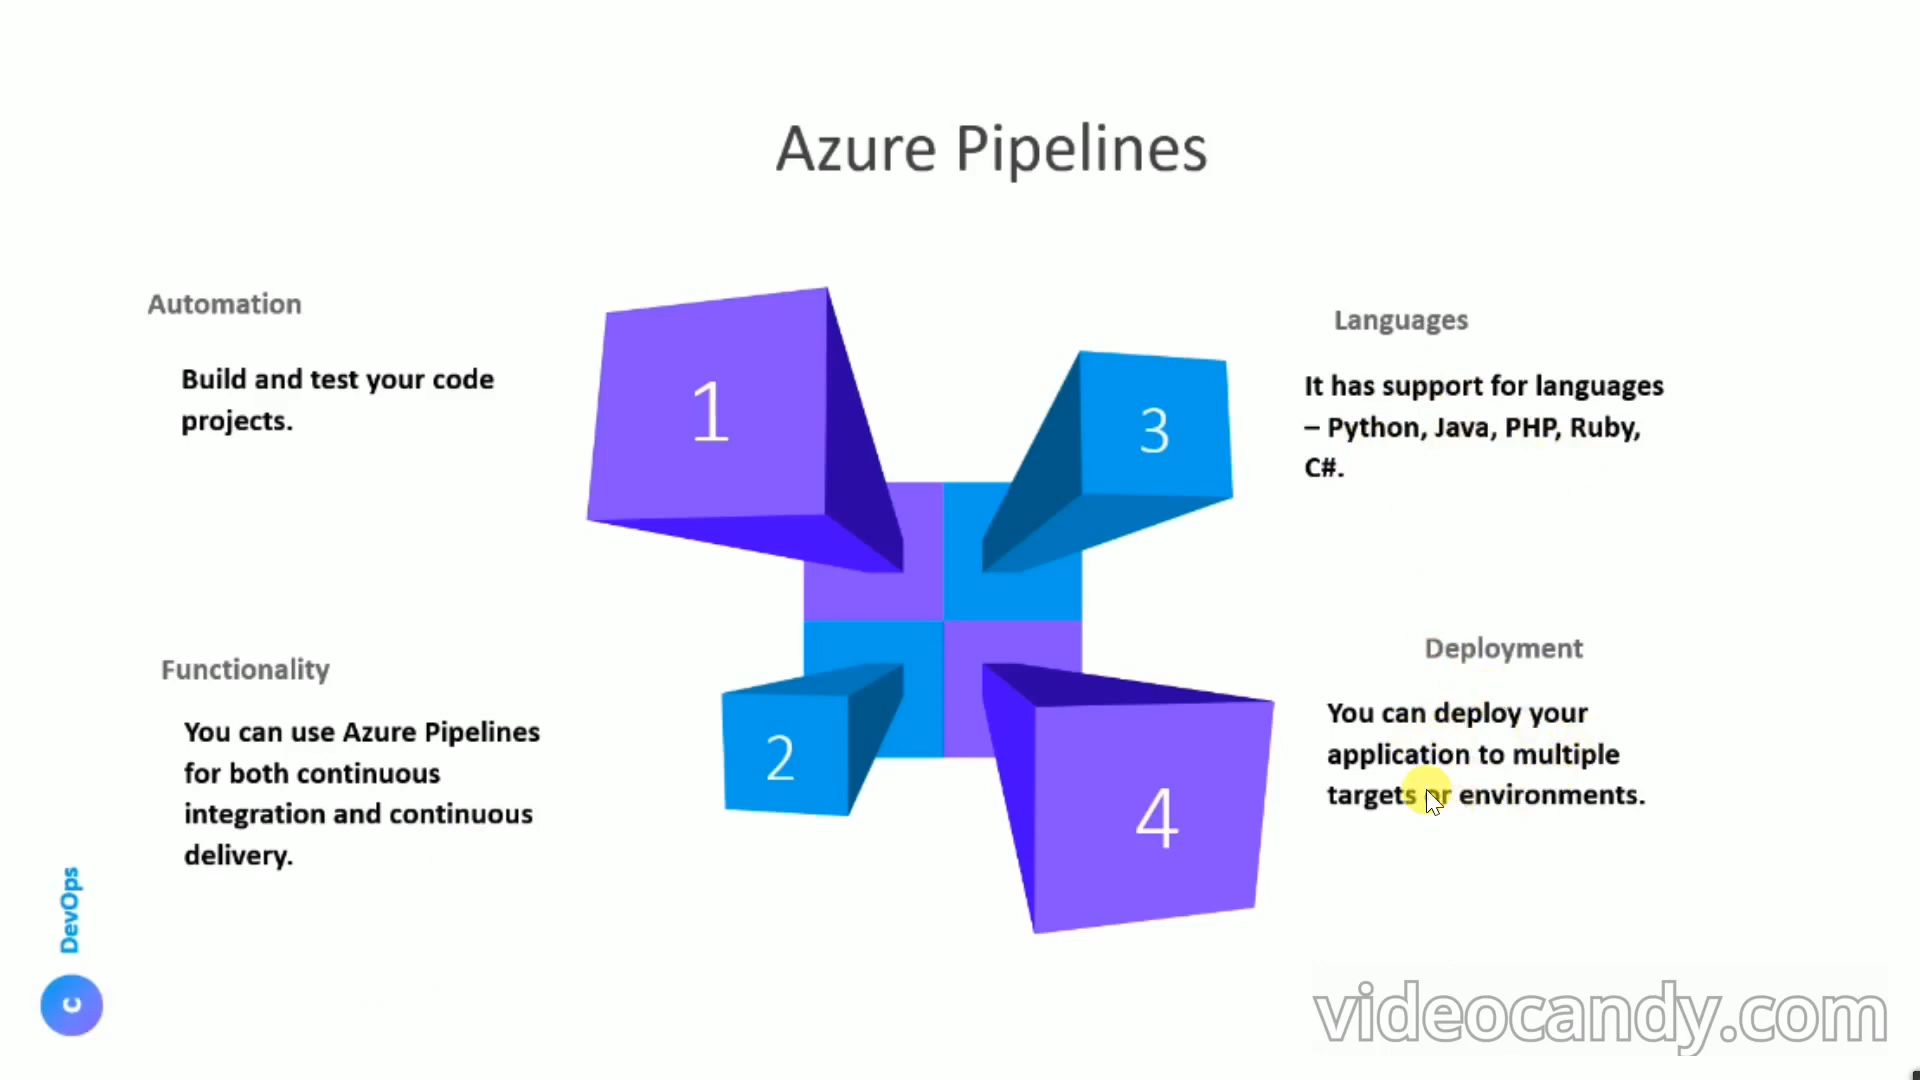 Azure Pipelines
Automation
Build and test your code
projects.
1
Functionality
You can use Azure Pipelines
for both continuous
integration and continuous
delivery.
2
Languages
It has support for languages
– Python, Java, PHP, Ruby,
C#.
3
Deployment
You can deploy your
application to multiple
targets or environments.
4
DevOps
C
videocandy.com